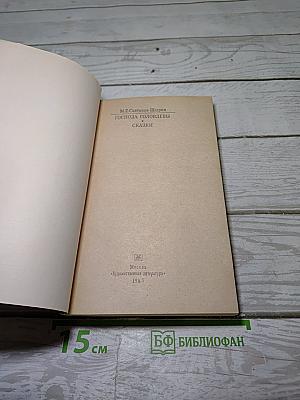 М.Е.Салтыков-Щедрин
ГОСПОДА ГОЛОВЛЕВЫ
СКАЗКИ
Москва
«Художественная литература»
15 см
БФ БИБЛИОФАН